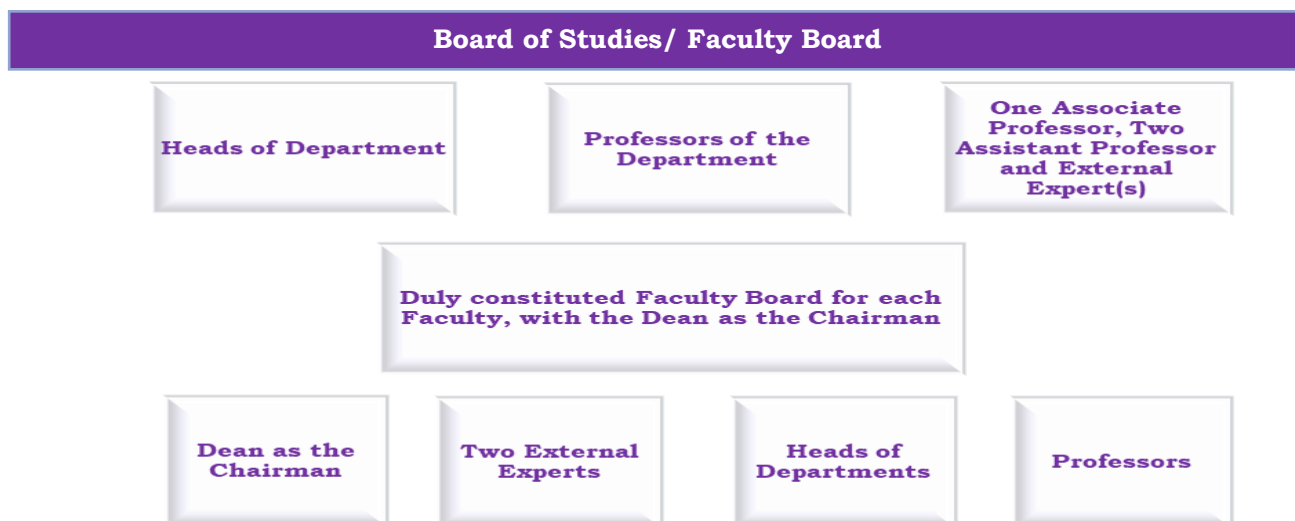 Board of Studies/ Faculty Board
Heads of Department
Professors of the
Department
One Associate
Professor, Two
Assistant Professor
and External
Expert(s)
Duly constituted Faculty Board for each
Faculty, with the Dean as the Chairman
Dean as the
Chairman
Two External
Experts
Heads of
Departments
Professors